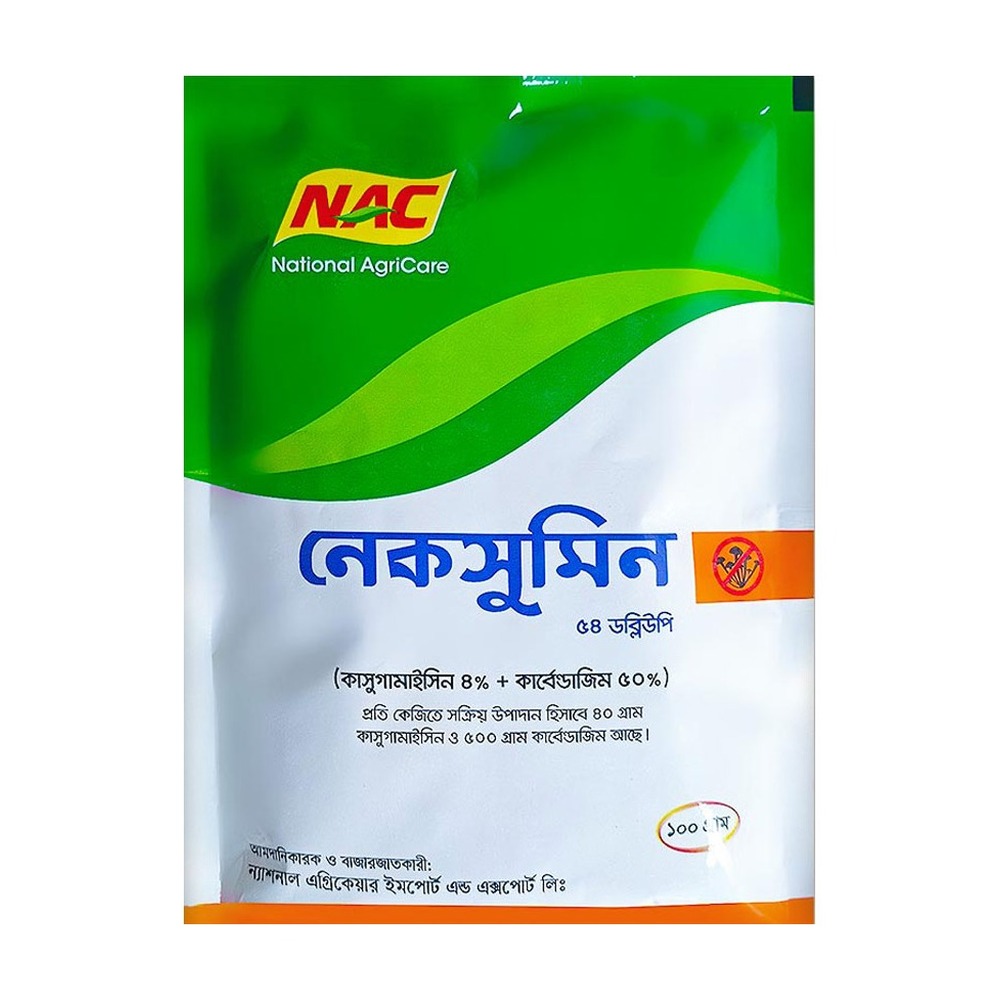 NAC
National AgriCare
নেকসুমিন
৫৪ ডব্লিউপি
(কাসুগামাইসিন ৪% + কার্বেন্ডাজিম ৫০%)
প্রতি কেজিতে সক্রিয় উপাদান হিসাবে ৪০ গ্রাম
কাসুগামাইসিন ও ৫০০ গ্রাম কার্বেন্ডাজিম আছে।
১০০ গ্রাম
আমদানিকারক ও বাজারজাতকারী:
ন্যাশনাল এগ্রিকেয়ার ইমপোর্ট এন্ড এক্সপোর্ট লিঃ